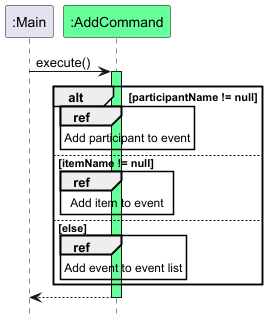 :Main :AddCommand
execute()
alt [participantName != null]
ref
Add participant to event
[itemName != null]
ref
Add item to event
[else]
ref
Add event to event list